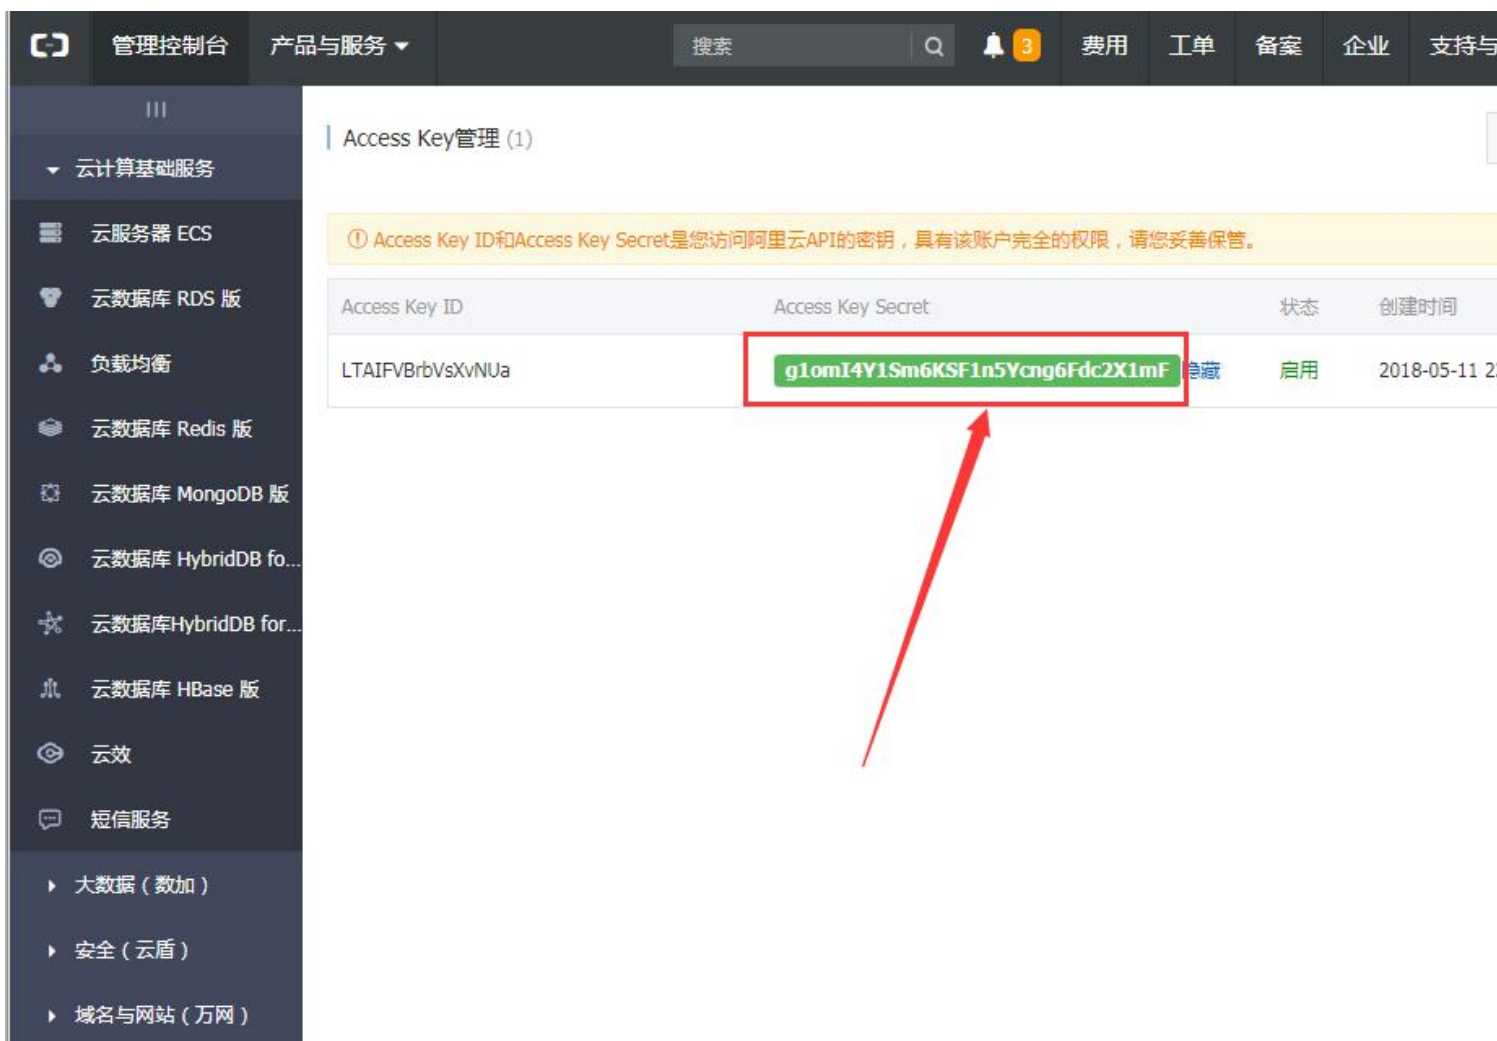 管理控制台 产品与服务 搜索 3 费用 工单 备案 企业 支持与
Access Key管理 (1)
云计算基础服务
云服务器 ECS
云数据库 RDS 版
负载均衡
云数据库 Redis 版
云数据库 MongoDB 版
云数据库 HybridDB fo...
云数据库HybridDB for...
云数据库 HBase 版
云效
短信服务
大数据（数加）
安全（云盾）
域名与网站（万网）
Access Key ID和Access Key Secret是您访问阿里云API的密钥，具有该账户完全的权限，请您妥善保管。
Access Key ID Access Key Secret 状态 创建时间
LTAIFVBrbVsXvNUa g1omI4Y1Sm6KSF1n5Ycng6Fdc2X1mF 隐藏 启用 2018-05-11 2